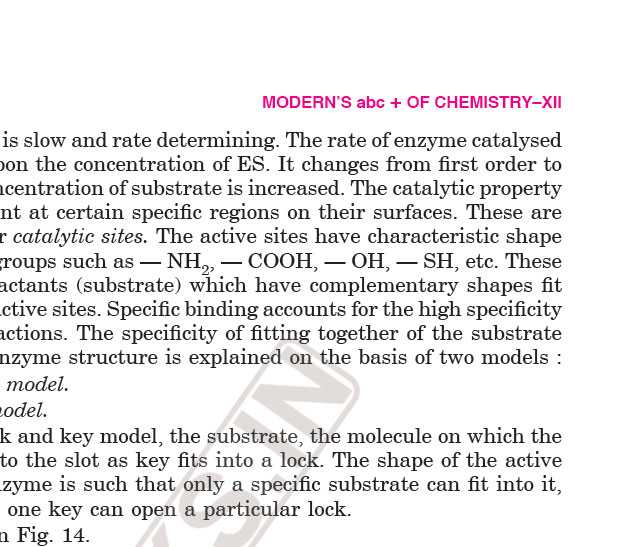 MODERN'S abc + OF CHEMISTRY–XII
is slow and rate determining. The rate of enzyme catalysed
pon the concentration of ES. It changes from first order to
ncentration of substrate is increased. The catalytic property
nt at certain specific regions on their surfaces. These are
r catalytic sites. The active sites have characteristic shape
groups such as — NH₂, — COOH, — OH, — SH, etc. These
actants (substrate) which have complementary shapes fit
active sites. Specific binding accounts for the high specificity
actions. The specificity of fitting together of the substrate
nzyme structure is explained on the basis of two models :
model.
nodel.
k and key model, the substrate, the molecule on which the
to the slot as key fits into a lock. The shape of the active
nzyme is such that only a specific substrate can fit into it,
one key can open a particular lock.
n Fig. 14.
S.IN